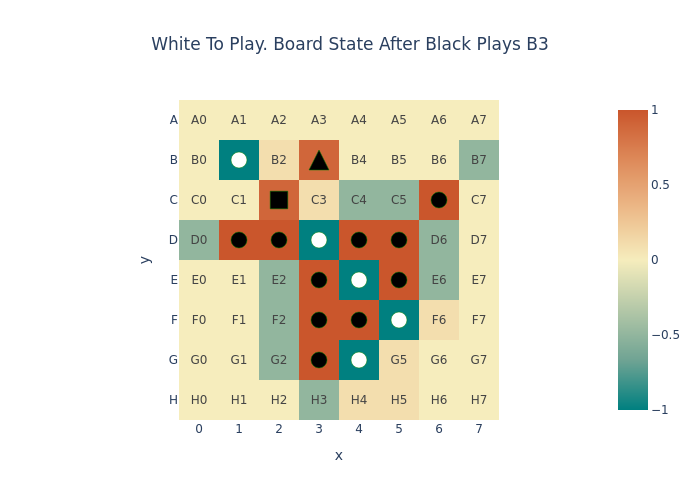 White To Play. Board State After Black Plays B3
A A0 A1 A2 A3 A4 A5 A6 A7 1
B B0 B2 B4 B5 B6 B7
C C0 C1 C3 C4 C5 C7 0.5
D D0 D6 D7
y E E0 E1 E2 E6 E7 0
F F0 F1 F2 F6 F7 −0.5
G G0 G1 G2 G5 G6 G7
H H0 H1 H2 H3 H4 H5 H6 H7 −1
0 1 2 3 4 5 6 7
x